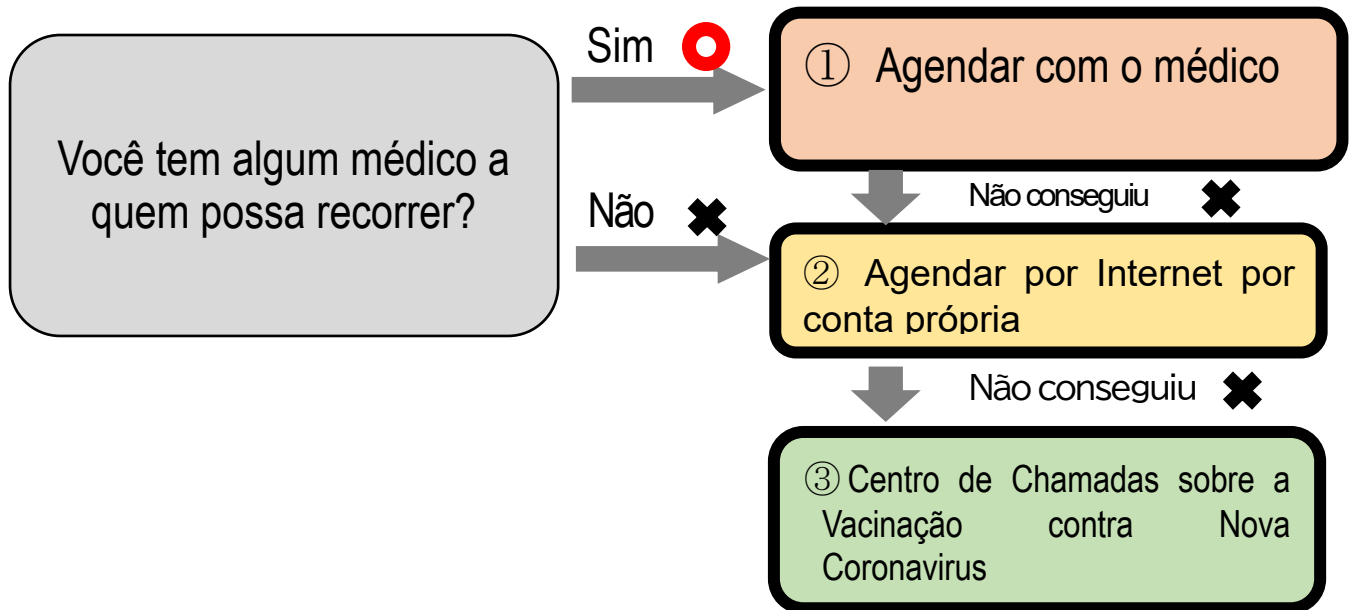 Você tem algum médico a
quem possa recorrer?
Sim
① Agendar com o médico
Não
Não conseguiu
② Agendar por Internet por
conta própria
Não conseguiu
③ Centro de Chamadas sobre a
Vacinação contra Nova
Coronavirus